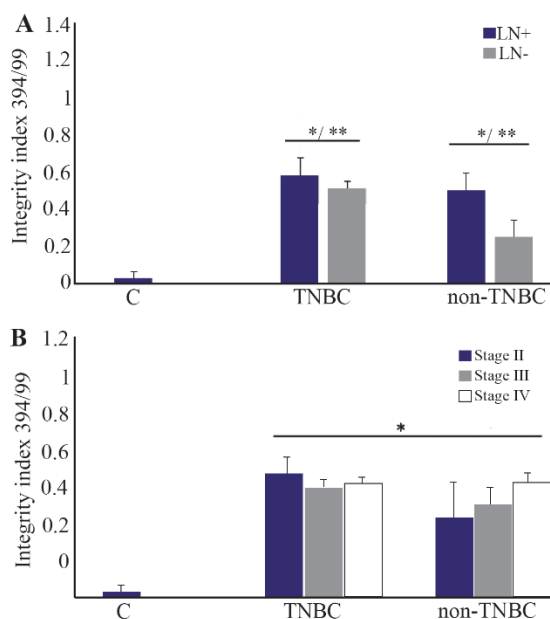 A
1.4
1.2
1
0.8
0.6
0.4
0.2
0
Integrity index 394/99
LN+
LN-
*/ **
*/ **
C
TNBC
non-TNBC
B
1.2
1
0.8
0.6
0.4
0.2
0
Integrity index 394/99
Stage II
Stage III
Stage IV
*
C
TNBC
non-TNBC